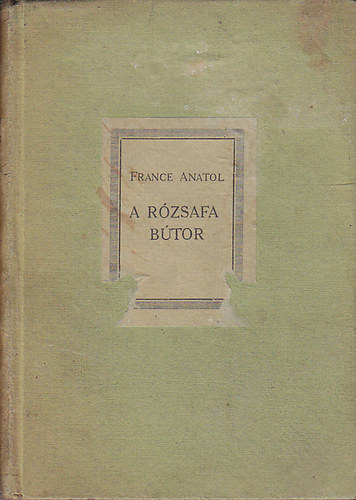 FRANCE ANATOL
A RÓZSAFA
BÚTOR